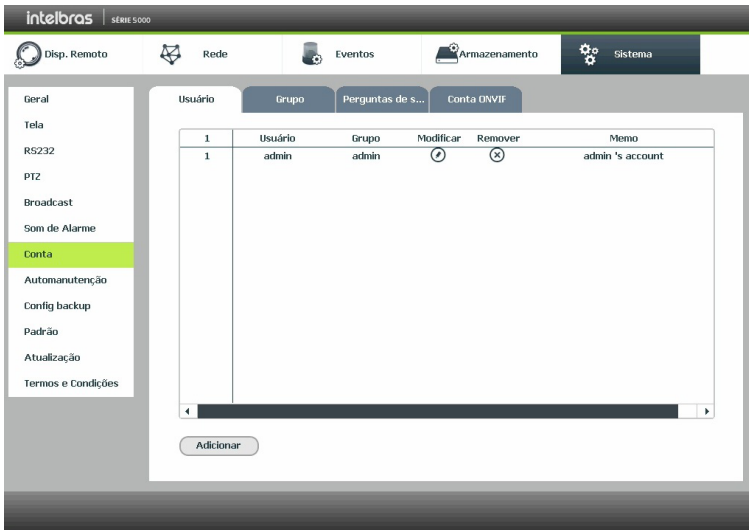 intelbras | SÉRIE 5000
Disp. Remoto Rede Eventos Armazenamento Sistema
Geral
Tela
RS232
PTZ
Broadcast
Som de Alarme
Conta
Automanutenção
Config backup
Padrão
Atualização
Termos e Condições
Usuário Grupo Perguntas de s... Conta ONVIF
1 Usuário Grupo Modificar Remover Memo
1 admin admin admin 's account
Adicionar